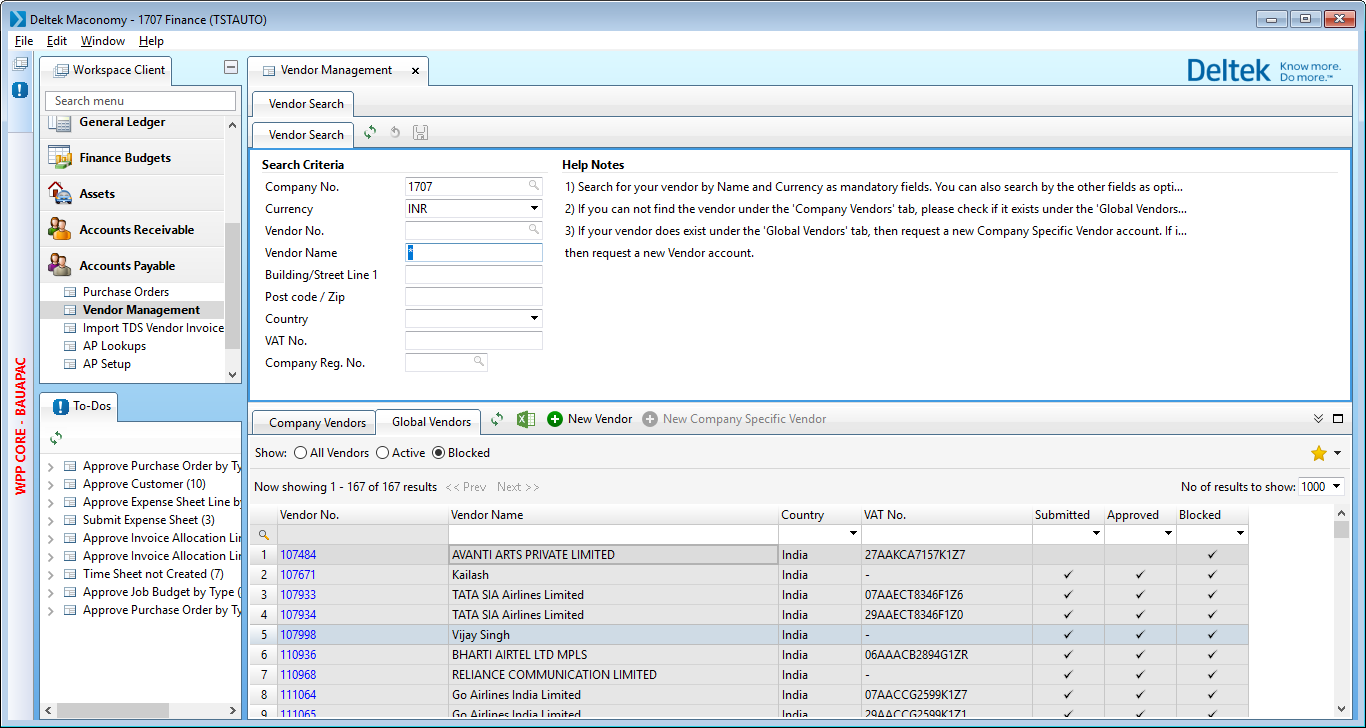 Deltek Maconomy - 1707 Finance (TSTAUTO)
File Edit Window Help
Workspace Client
Search menu
General Ledger
Finance Budgets
Assets
Accounts Receivable
Accounts Payable
Purchase Orders
Vendor Management
Import TDS Vendor Invoice
AP Lookups
AP Setup
WPP CORE - BAUAPAC
To-Dos
Approve Purchase Order by Ty
Approve Customer (10)
Approve Expense Sheet Line by
Submit Expense Sheet (3)
Approve Invoice Allocation Lin
Approve Invoice Allocation Lin
Time Sheet not Created (7)
Approve Job Budget by Type (
Approve Purchase Order by Ty
Vendor Management
Deltek Know more.
Do more.™
Vendor Search
Vendor Search
Search Criteria
Company No. 1707
Currency INR
Vendor No.
Vendor Name *
Building/Street Line 1
Post code / Zip
Country
VAT No.
Company Reg. No.
Help Notes
1) Search for your vendor by Name and Currency as mandatory fields. You can also search by the other fields as opti...
2) If you can not find the vendor under the 'Company Vendors' tab, please check if it exists under the 'Global Vendors...
3) If your vendor does exist under the 'Global Vendors' tab, then request a new Company Specific Vendor account. If i...
then request a new Vendor account.
Company Vendors Global Vendors New Vendor New Company Specific Vendor
Show: All Vendors Active Blocked
Now showing 1 - 167 of 167 results << Prev Next >> No of results to show: 1000
Vendor No. Vendor Name Country VAT No. Submitted Approved Blocked
1 107484 AVANTI ARTS PRIVATE LIMITED India 27AAKCA7157K1Z7 ✓
2 107671 Kailash India - ✓ ✓ ✓
3 107933 TATA SIA Airlines Limited India 07AAECT8346F1Z6 ✓ ✓ ✓
4 107934 TATA SIA Airlines Limited India 29AAECT8346F1Z0 ✓ ✓ ✓
5 107998 Vijay Singh India - ✓ ✓ ✓
6 110936 BHARTI AIRTEL LTD MPLS India 06AAACB2894G1ZR ✓ ✓ ✓
7 110968 RELIANCE COMMUNICATION LIMITED India - ✓ ✓ ✓
8 111064 Go Airlines India Limited India 07AACCG2599K1Z7 ✓ ✓ ✓
9 111065 Go Airlines India Limited India 29AACCG2599K1Z1 ✓ ✓ ✓